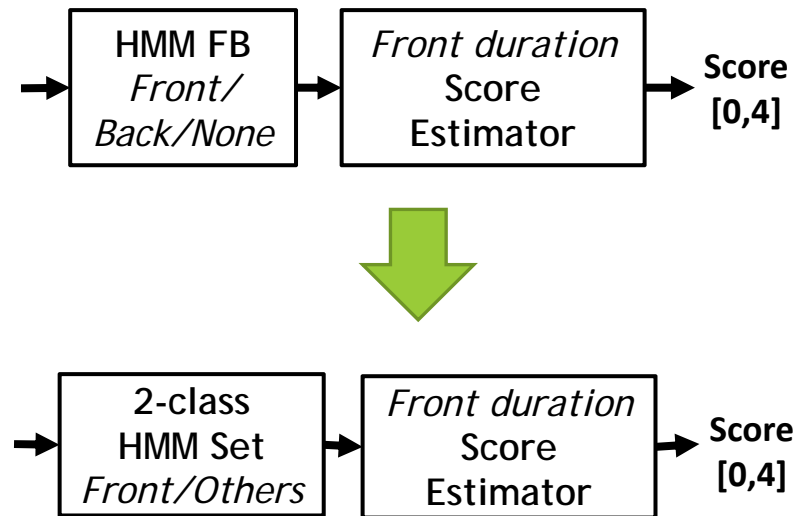 HMM FB
Front/
Back/None
Front duration
Score
Estimator
Score
[0,4]
2-class
HMM Set
Front/Others
Front duration
Score
Estimator
Score
[0,4]